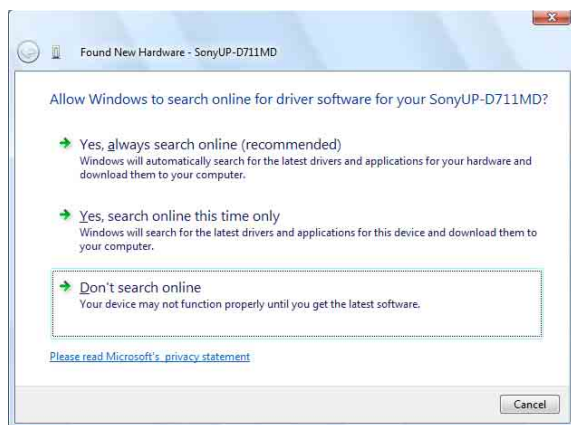 Found New Hardware - SonyUP-D711MD
Allow Windows to search online for driver software for your SonyUP-D711MD?
Yes, always search online (recommended)
Windows will automatically search for the latest drivers and applications for your hardware and
download them to your computer.
Yes, search online this time only
Windows will search for the latest drivers and applications for this device and download them to
your computer.
Don't search online
Your device may not function properly until you get the latest software.
Please read Microsoft's privacy statement
Cancel